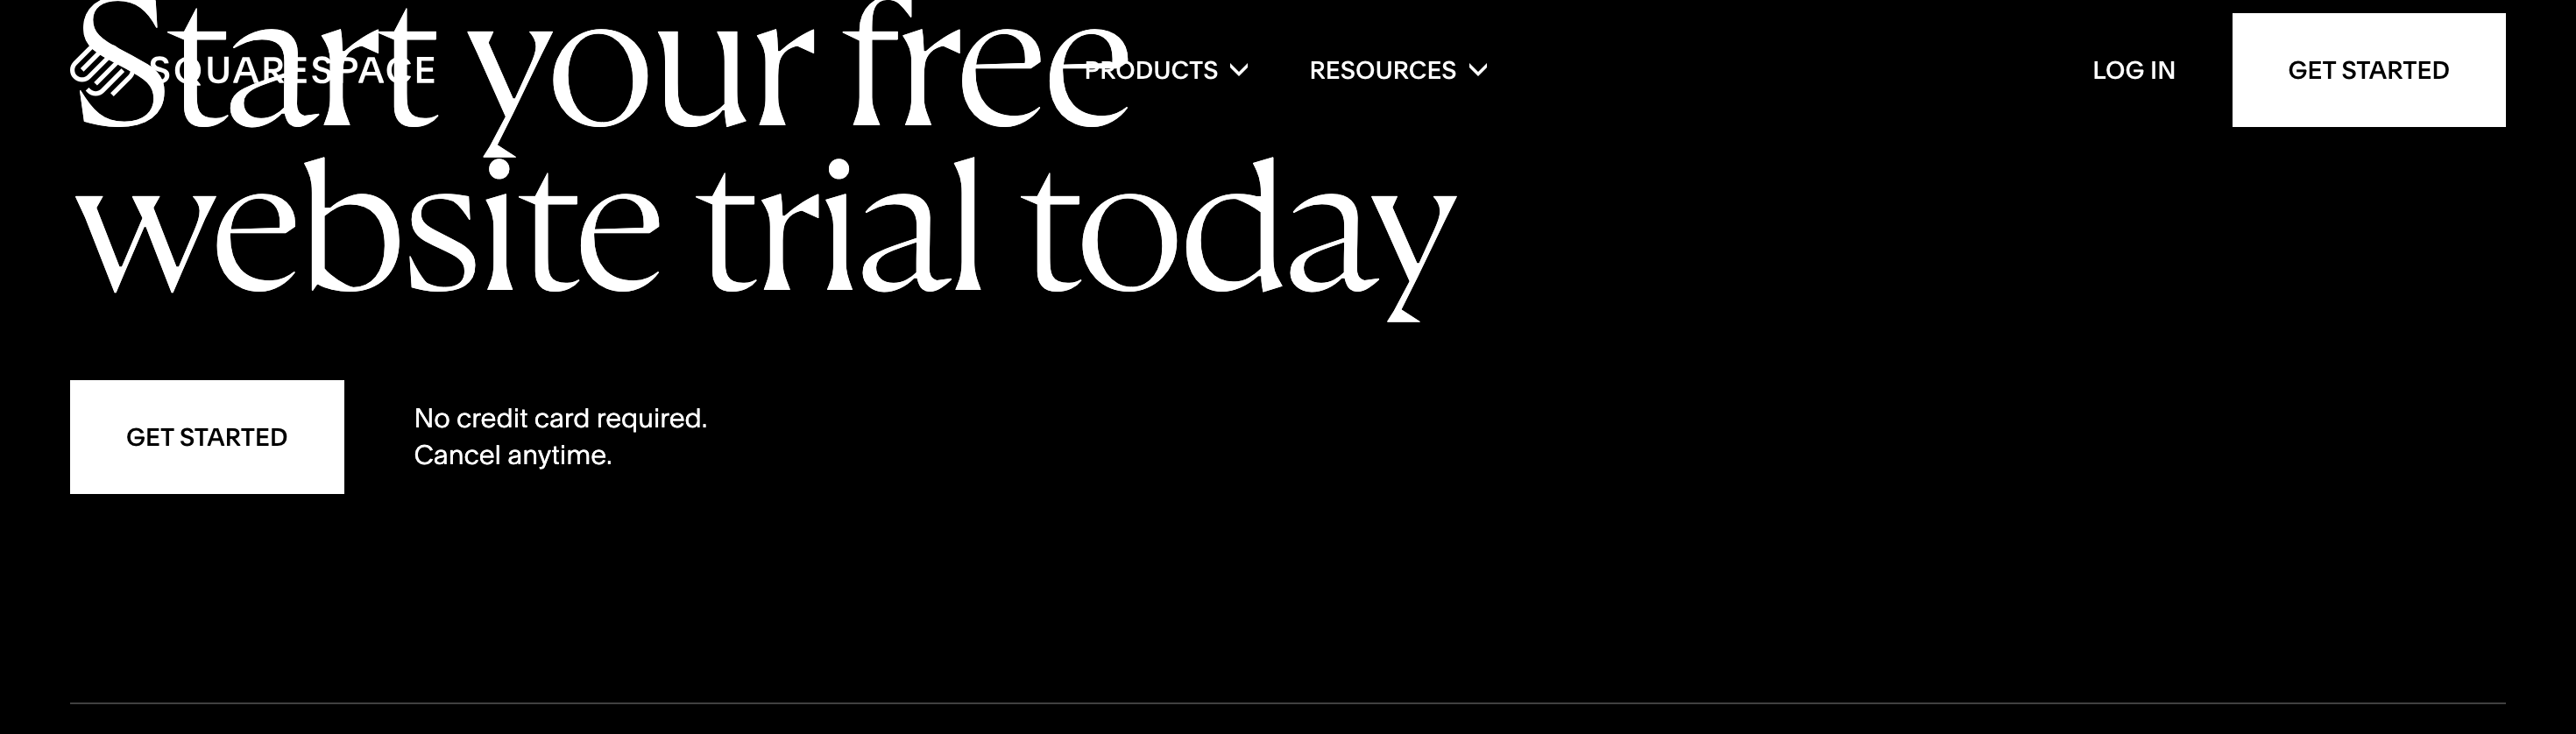 SQUARESPACE
PRODUCTS
RESOURCES
LOG IN
GET STARTED
Start your free
website trial today
GET STARTED
No credit card required.
Cancel anytime.